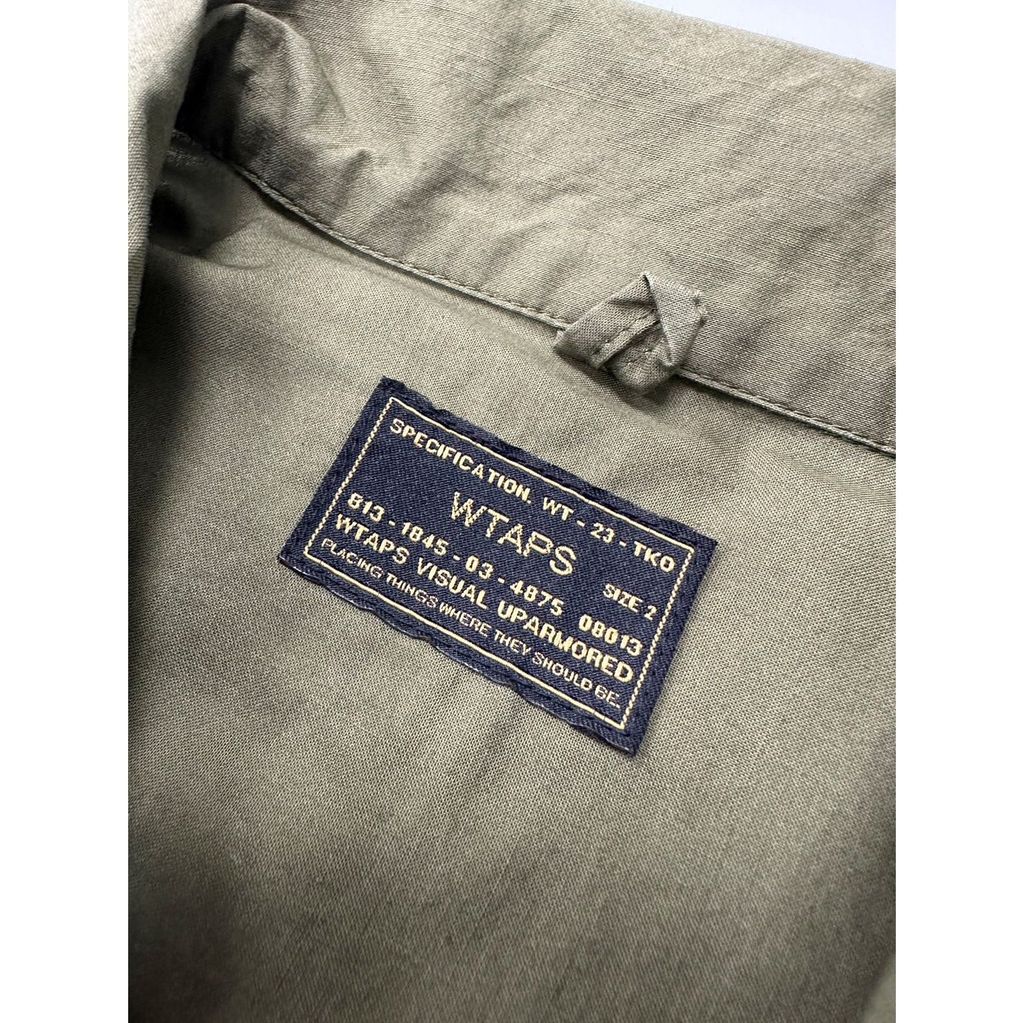 SPECIFICATION. WT - 23 - TKO
WTAPS
SIZE 2
813 - 1845 - 03 - 4875 08013
WTAPS VISUAL UPARMORED
PLACING THINGS WHERE THEY SHOULD BE.